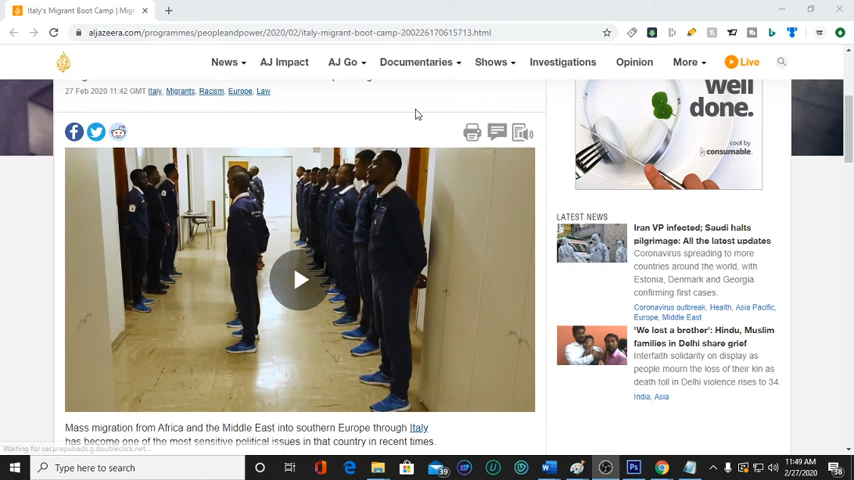 Italy's Migrant Boot Camp | Mig
aljazeera.com/programmes/peopleandpower/2020/02/italy-migrant-boot-camp-200226170615713.html
News
AJ Impact
AJ Go
Documentaries
Shows
Investigations
Opinion
More
Live
27 Feb 2020 11:42 GMT Italy, Migrants, Racism, Europe, Law
well
done.
cool by
consumable.
LATEST NEWS
Iran VP infected; Saudi halts
pilgrimage: All the latest updates
Coronavirus spreading to more
countries around the world, with
Estonia, Denmark and Georgia
confirming first cases.
Coronavirus outbreak, Health, Asia Pacific,
Europe, Middle East
'We lost a brother': Hindu, Muslim
families in Delhi share grief
Interfaith solidarity on display as
people mourn the loss of their kin as
death toll in Delhi violence rises to 34.
India, Asia
Mass migration from Africa and the Middle East into southern Europe through Italy
has become one of the most sensitive political issues in that country in recent times.
Waiting for securepubads.g.doubleclick.net...
Type here to search
39
11:49 AM
2/27/2020
38